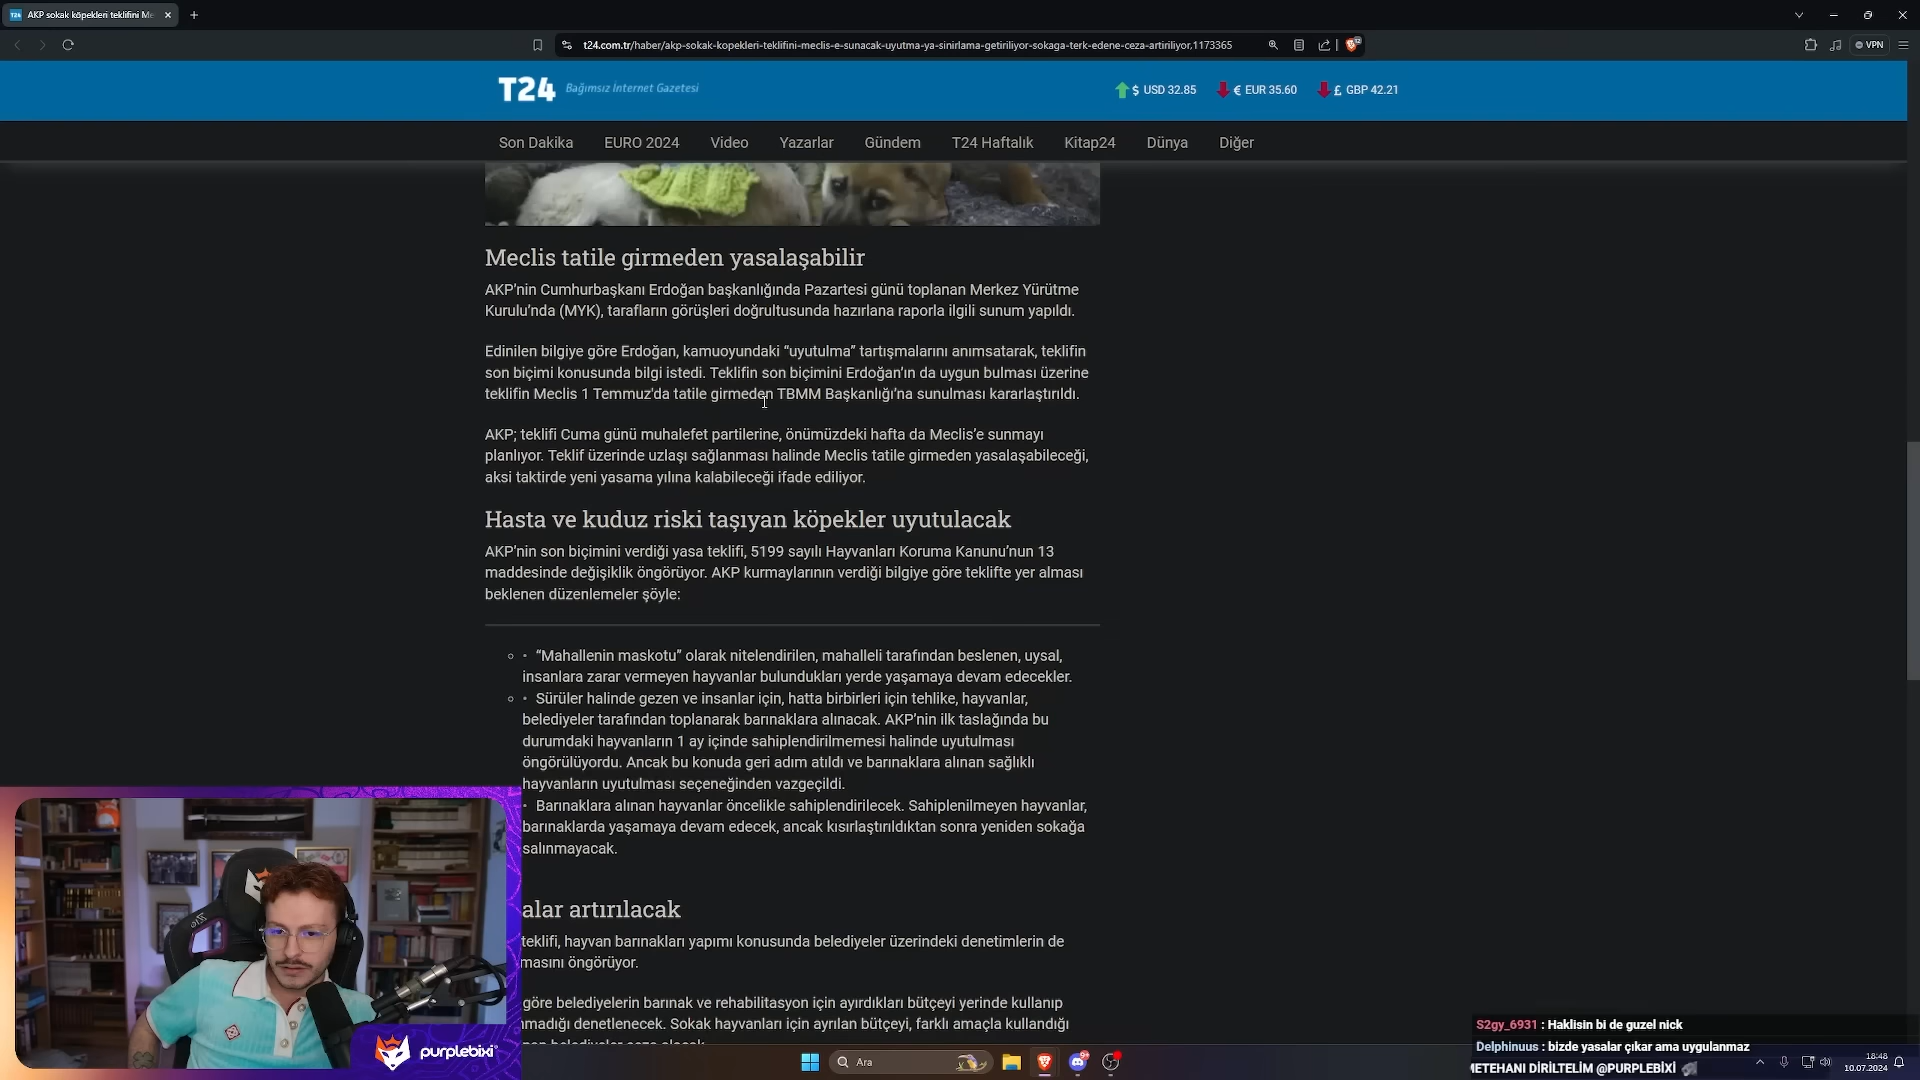 AKP sokak köpekleri teklifini Me
t24.com.tr/haber/akp-sokak-kopekleri-teklifini-meclis-e-sunacak-uyutma-ya-sinirlama-getiriliyor-sokaga-terk-edene-ceza-artiriliyor,1173365
VPN
T24 Bağımsız İnternet Gazetesi
$ USD 32.85 € EUR 35.60 £ GBP 42.21
Son Dakika EURO 2024 Video Yazarlar Gündem T24 Haftalık Kitap24 Dünya Diğer
Meclis tatile girmeden yasalaşabilir
AKP’nin Cumhurbaşkanı Erdoğan başkanlığında Pazartesi günü toplanan Merkez Yürütme
Kurulu’nda (MYK), tarafların görüşleri doğrultusunda hazırlana raporla ilgili sunum yapıldı.
Edinilen bilgiye göre Erdoğan, kamuoyundaki “uyutulma” tartışmalarını anımsatarak, teklifin
son biçimi konusunda bilgi istedi. Teklifin son biçimini Erdoğan’ın da uygun bulması üzerine
teklifin Meclis 1 Temmuz'da tatile girmeden TBMM Başkanlığı’na sunulması kararlaştırıldı.
AKP; teklifi Cuma günü muhalefet partilerine, önümüzdeki hafta da Meclis’e sunmayı
planlıyor. Teklif üzerinde uzlaşı sağlanması halinde Meclis tatile girmeden yasalaşabileceği,
aksi taktirde yeni yasama yılına kalabileceği ifade ediliyor.
Hasta ve kuduz riski taşıyan köpekler uyutulacak
AKP’nin son biçimini verdiği yasa teklifi, 5199 sayılı Hayvanları Koruma Kanunu’nun 13
maddesinde değişiklik öngörüyor. AKP kurmaylarının verdiği bilgiye göre teklifte yer alması
beklenen düzenlemeler şöyle:
“Mahallenin maskotu” olarak nitelendirilen, mahalleli tarafından beslenen, uysal,
insanlara zarar vermeyen hayvanlar bulundukları yerde yaşamaya devam edecekler.
Sürüler halinde gezen ve insanlar için, hatta birbirleri için tehlike, hayvanlar,
belediyeler tarafından toplanarak barınaklara alınacak. AKP’nin ilk taslağında bu
durumdaki hayvanların 1 ay içinde sahiplendirilmemesi halinde uyutulması
öngörülüyordu. Ancak bu konuda geri adım atıldı ve barınaklara alınan sağlıklı
hayvanların uyutulması seçeneğinden vazgeçildi.
Barınaklara alınan hayvanlar öncelikle sahiplendirilecek. Sahiplenilmeyen hayvanlar,
barınaklarda yaşamaya devam edecek, ancak kısırlaştırıldıktan sonra yeniden sokağa
salınmayacak.
alar artırılacak
teklifi, hayvan barınakları yapımı konusunda belediyeler üzerindeki denetimlerin de
masını öngörüyor.
göre belediyelerin barınak ve rehabilitasyon için ayırdıkları bütçeyi yerinde kullanıp
madığı denetlenecek. Sokak hayvanları için ayrılan bütçeyi, farklı amaçla kullandığı
purplebixi
S2gy_6931 : Haklisin bi de guzel nick
Delphinuus : bizde yasalar çıkar ama uygulanmaz
METEHANI DİRİLTELİM @PURPLEBİXİ
Ara
18:48
10.07.2024